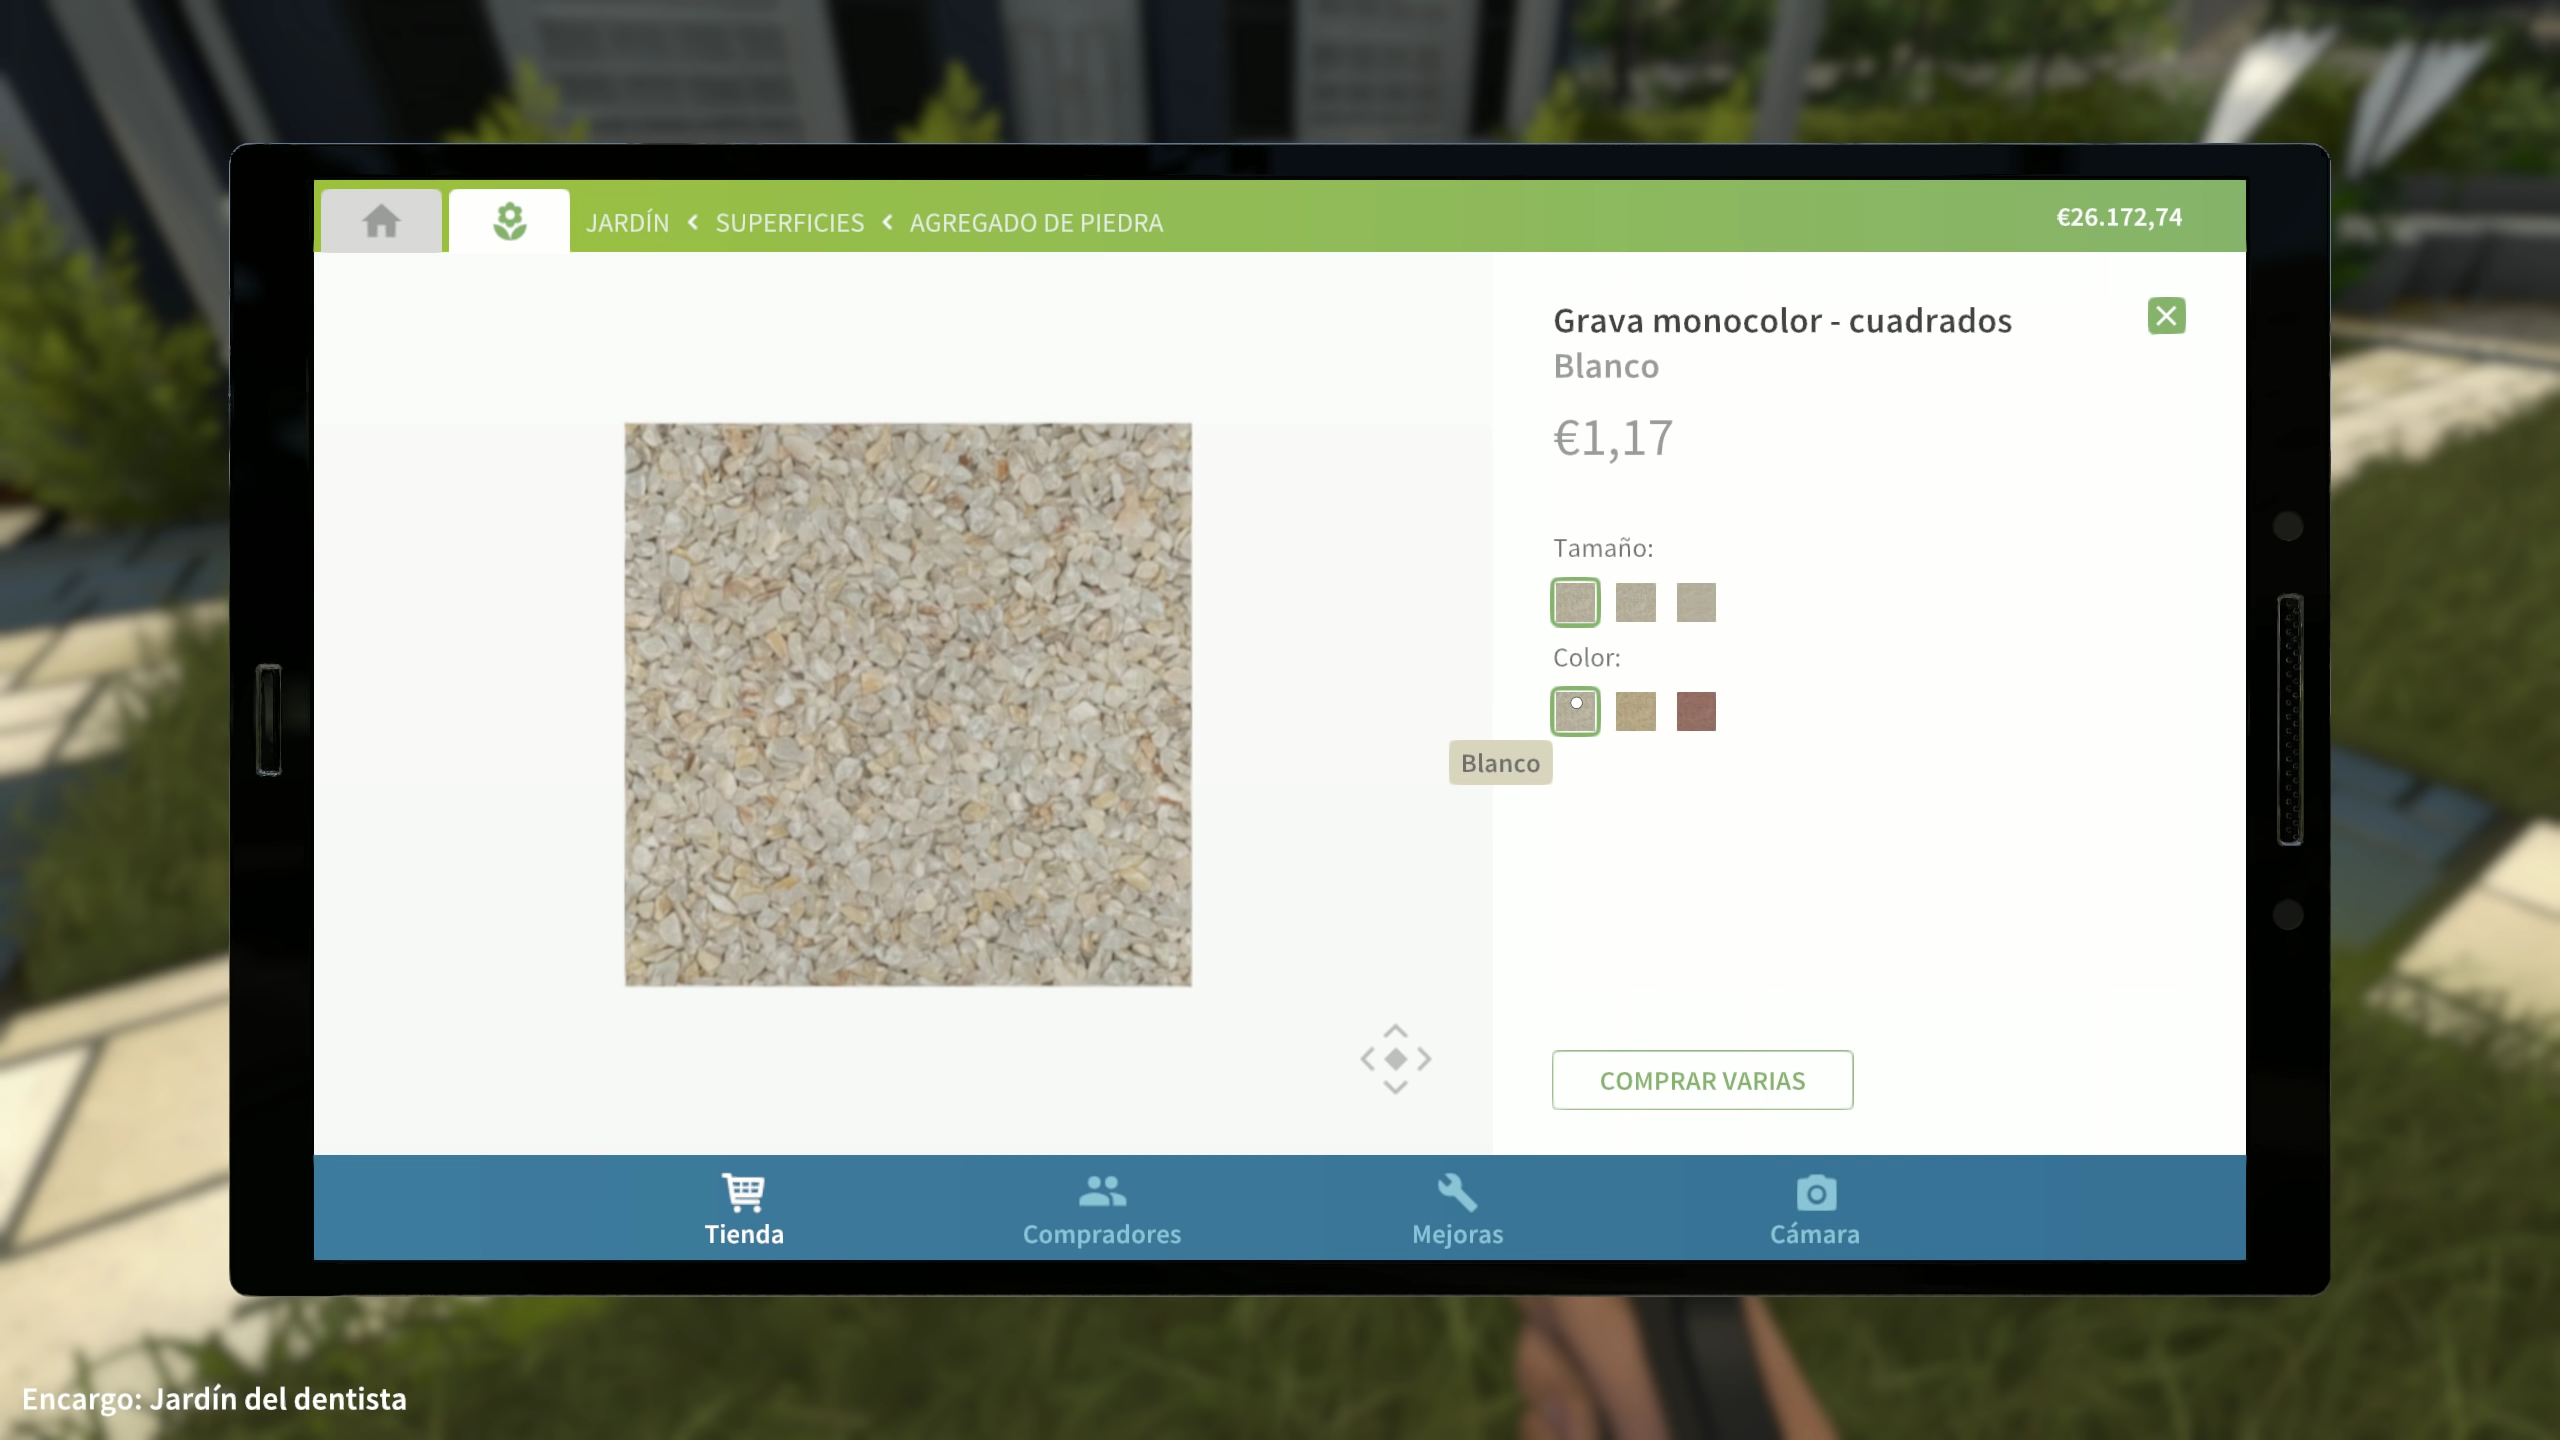 JARDÍN
SUPERFICIES
AGREGADO DE PIEDRA
€26.172,74
Grava monocolor - cuadrados
Blanco
€1,17
Tamaño:
Color:
Blanco
COMPRAR VARIAS
Tienda
Compradores
Mejoras
Cámara
Encargo: Jardín del dentista